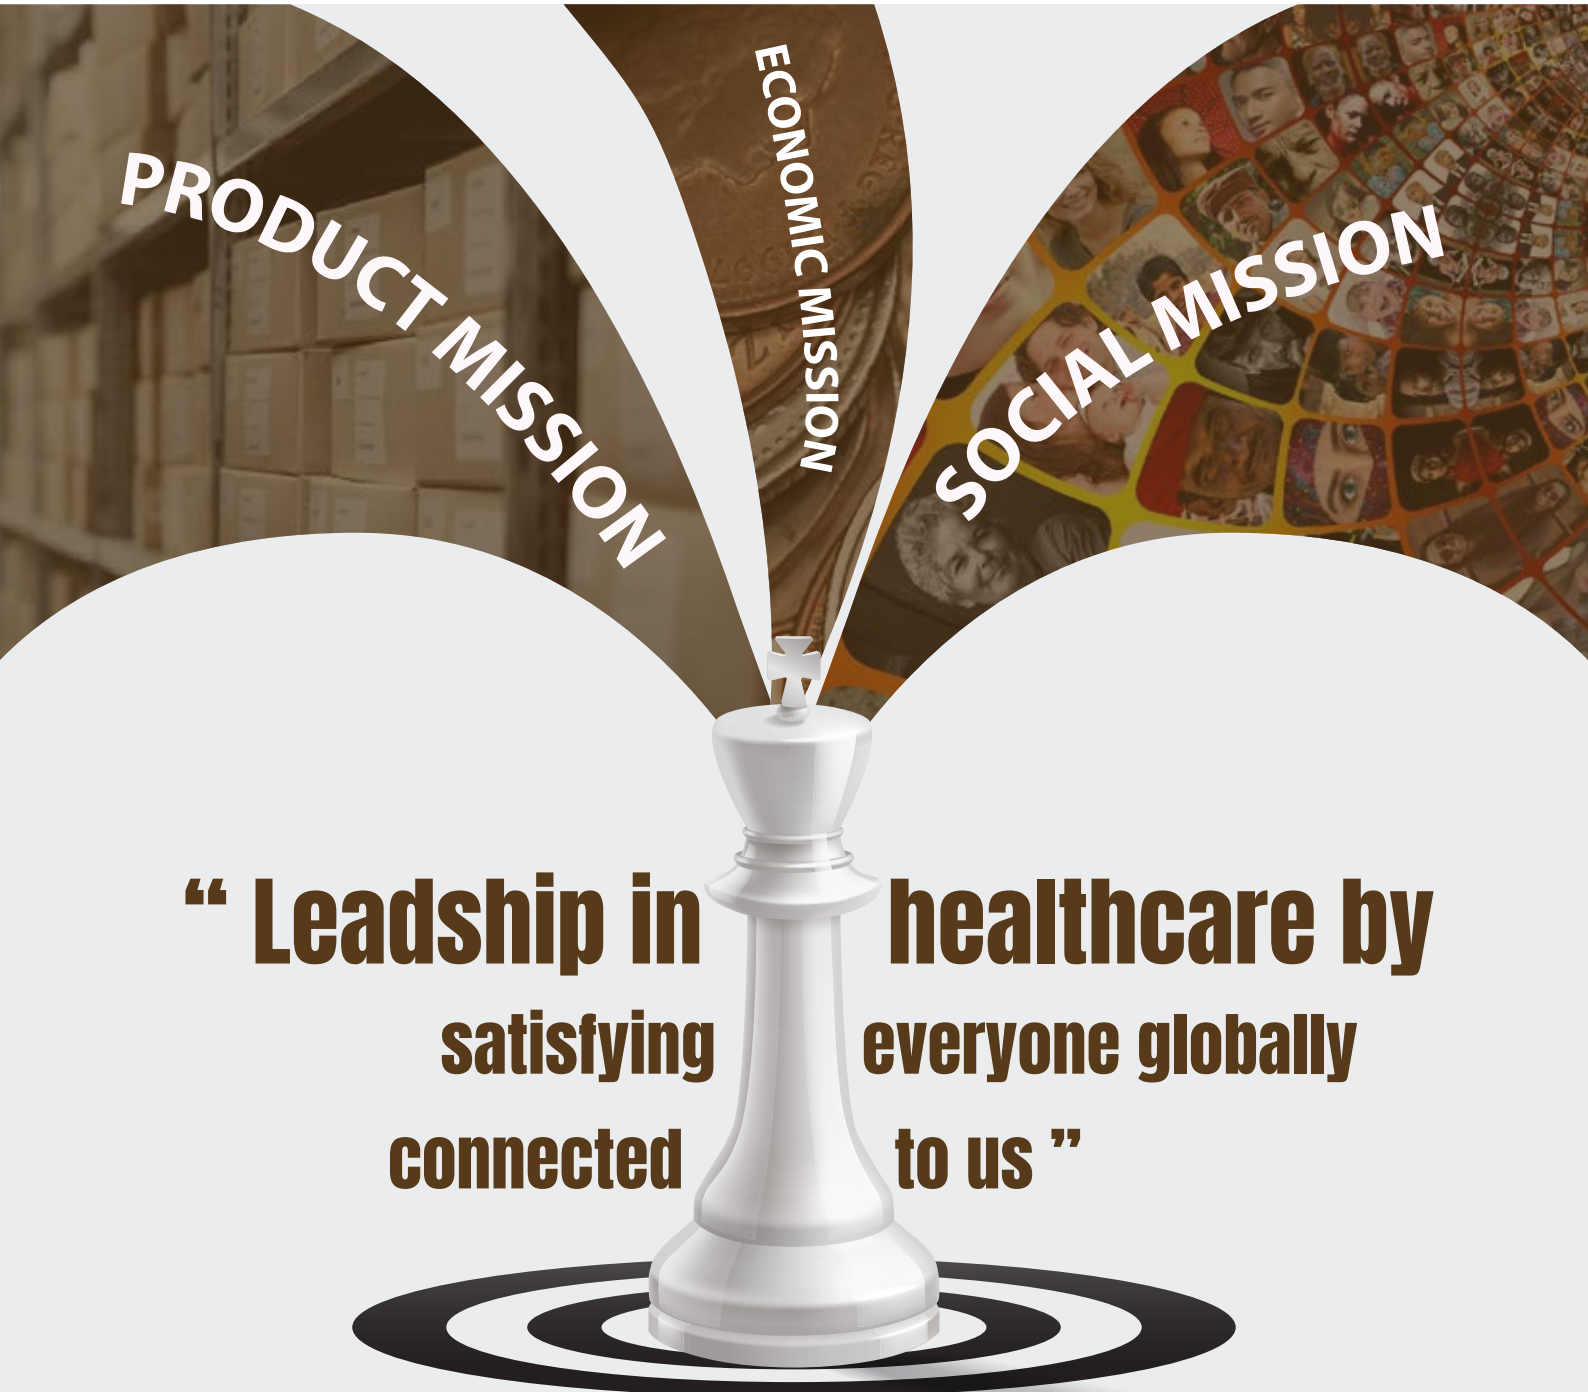 PRODUCT MISSION
ECONOMIC MISSION
SOCIAL MISSION
“ Leadship in healthcare by
satisfying everyone globally
connected to us ”